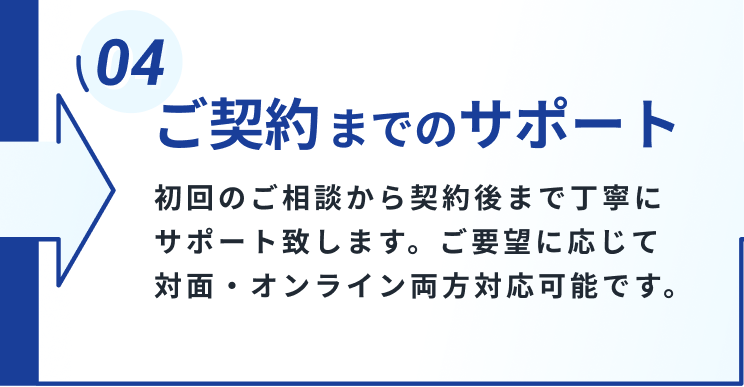 04
ご契約までのサポート
初回のご相談から契約後まで丁寧に
サポート致します。ご要望に応じて
対面・オンライン両方対応可能です。